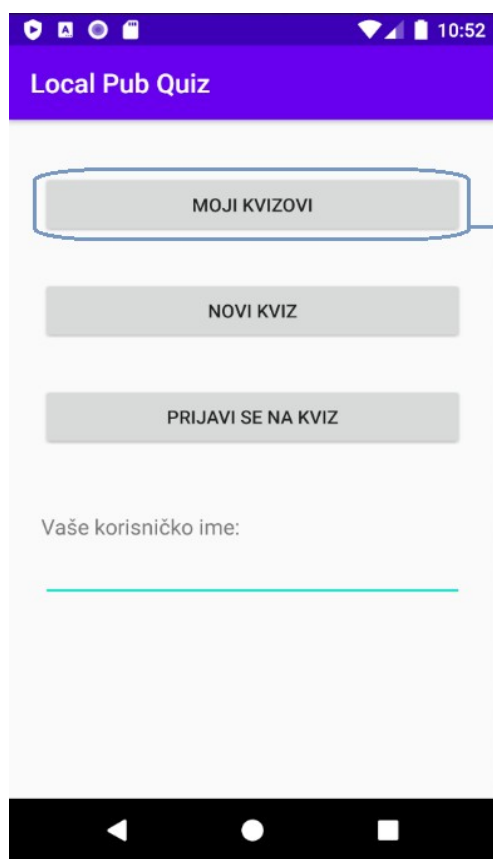 10:52
Local Pub Quiz
MOJI KVIZOVI
NOVI KVIZ
PRIJAVI SE NA KVIZ
Vaše korisničko ime: